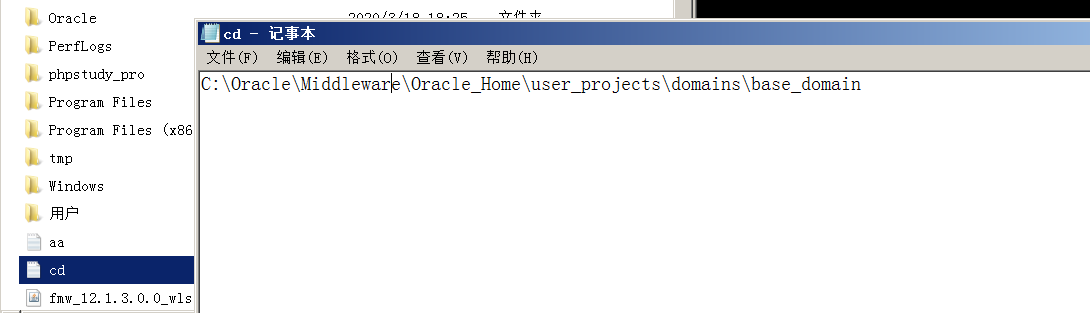 Oracle
2020/3/18 18:25 文件夹
PerfLogs
phpstudy_pro
Program Files
Program Files (x86
tmp
Windows
用户
aa
cd
fmw_12.1.3.0.0_wls
cd - 记事本
文件(F) 编辑(E) 格式(O) 查看(V) 帮助(H)
C:\Oracle\Middleware\Oracle_Home\user_projects\domains\base_domain